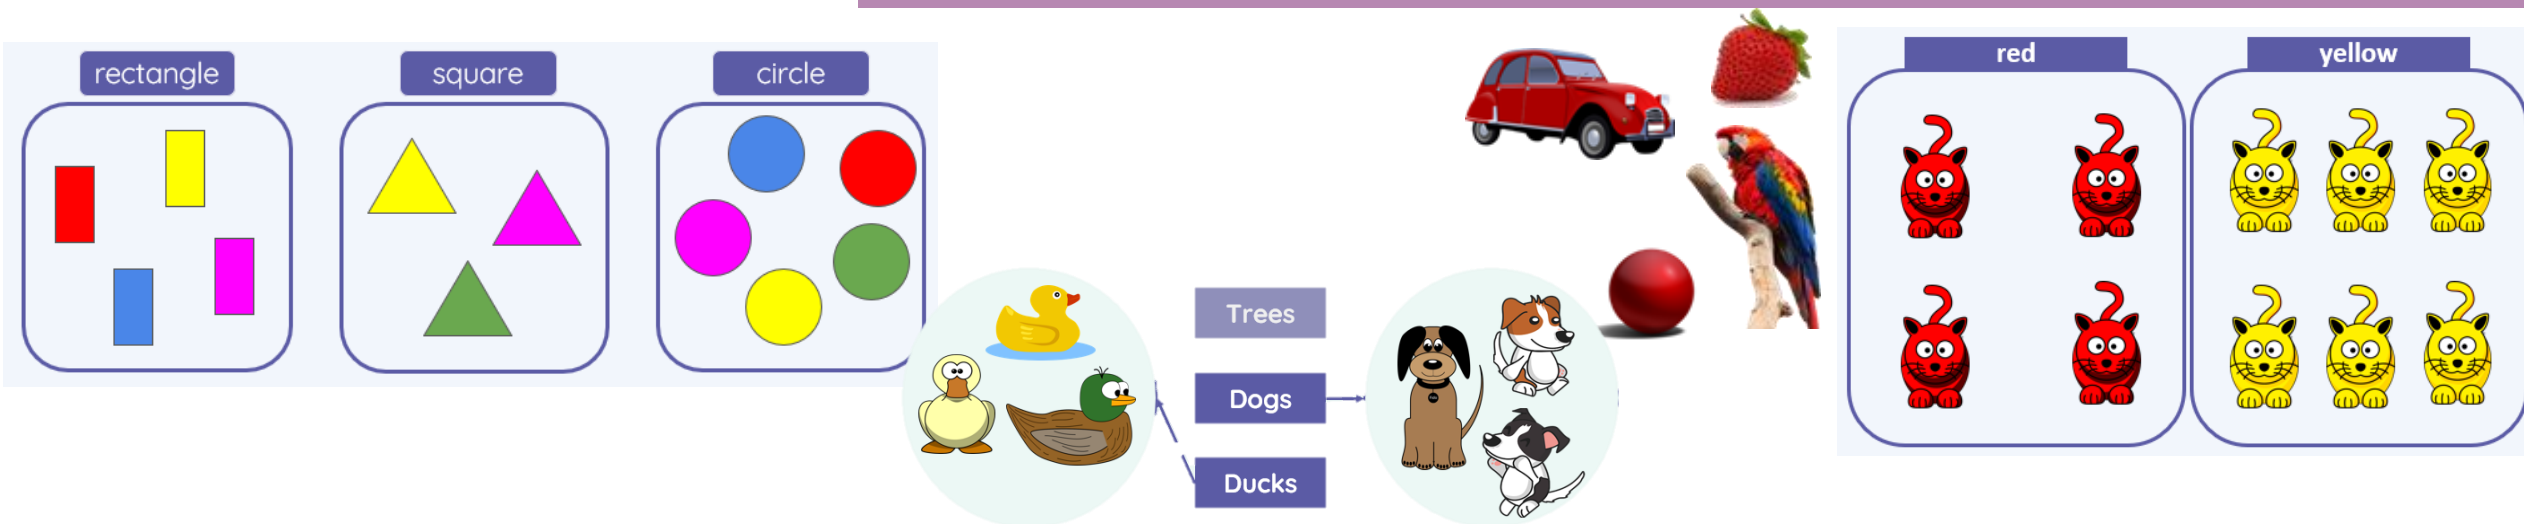 rectangle
square
circle
Trees
Dogs
Ducks
red
yellow